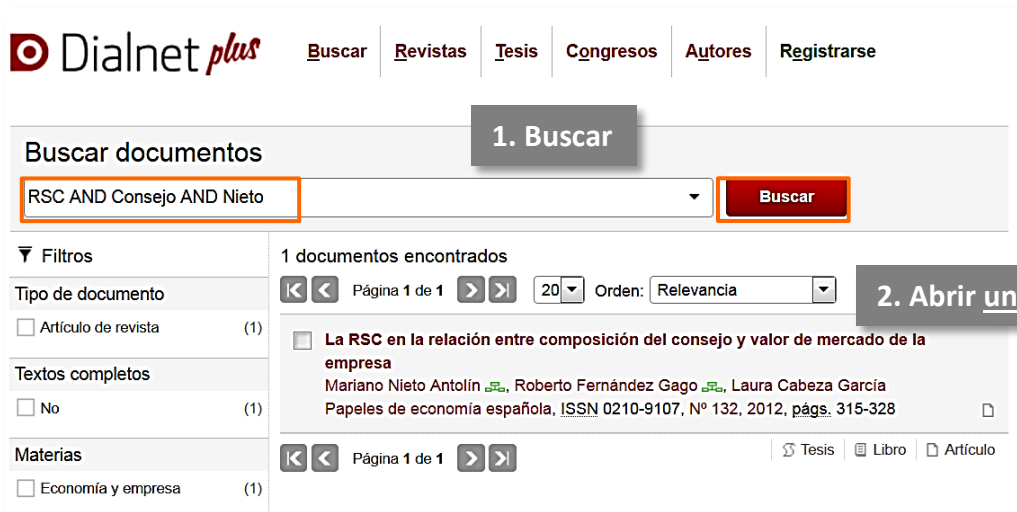 Dialnet plus
Buscar Revistas Tesis Congresos Autores Registrarse
1. Buscar
Buscar documentos
RSC AND Consejo AND Nieto
Buscar
Filtros
1 documentos encontrados
Página 1 de 1 20 Orden: Relevancia
2. Abrir un
Tipo de documento
Artículo de revista (1)
La RSC en la relación entre composición del consejo y valor de mercado de la
empresa
Mariano Nieto Antolín, Roberto Fernández Gago, Laura Cabeza García
Papeles de economía española, ISSN 0210-9107, Nº 132, 2012, págs. 315-328
Textos completos
No (1)
Materias
Economía y empresa (1)
Página 1 de 1
Tesis Libro Artículo